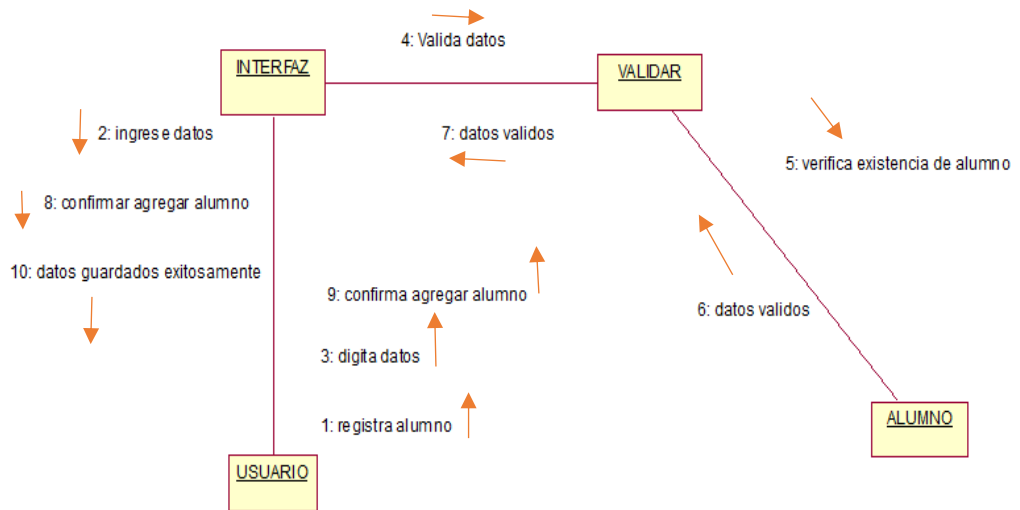 4: Valida datos
INTERFAZ
VALIDAR
2: ingrese datos
7: datos validos
5: verifica existencia de alumno
8: confirmar agregar alumno
10: datos guardados exitosamente
9: confirma agregar alumno
6: datos validos
3: digita datos
1: registra alumno
ALUMNO
USUARIO